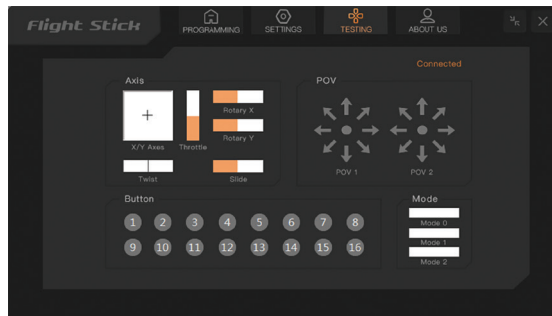 Flight Stick
PROGRAMMING SETTINGS TESTING ABOUT US
Connected
Axis
POV
Rotary X
Rotary Y
X/Y Axes Throttle
Twist Slide
POV 1 POV 2
Button
Mode
1 2 3 4 5 6 7 8
9 10 11 12 13 14 15 16
Mode 0
Mode 1
Mode 2